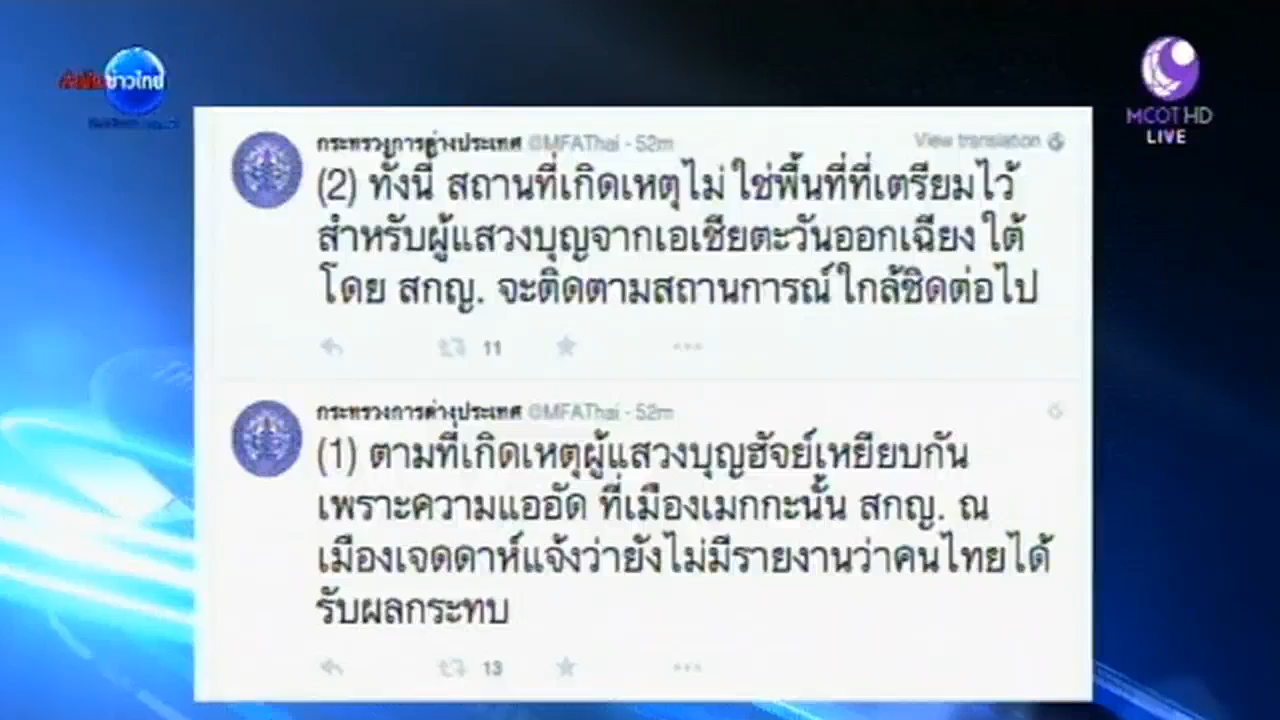 ข่าวไทย
MCOT HD
LIVE
กระทรวงการต่างประเทศ @MFAThai - 52m
View translation
(2) ทั้งนี้ สถานที่เกิดเหตุไม่ ใช่พื้นที่ที่เตรียมไว้
สำหรับผู้แสวงบุญจากเอเชียตะวันออกเฉียง ใต้
โดย สกญ. จะติดตามสถานการณ์ ใกล้ชิดต่อไป
11
กระทรวงการต่างประเทศ @MFAThai - 52m
(1) ตามที่เกิดเหตุผู้แสวงบุญฮัจย์เหยียบกัน
เพราะความแออัด ที่เมืองเมกกะนั้น สกญ. ณ
เมืองเจดดาห์แจ้งว่ายังไม่มีรายงานว่าคนไทยได้
รับผลกระทบ
13